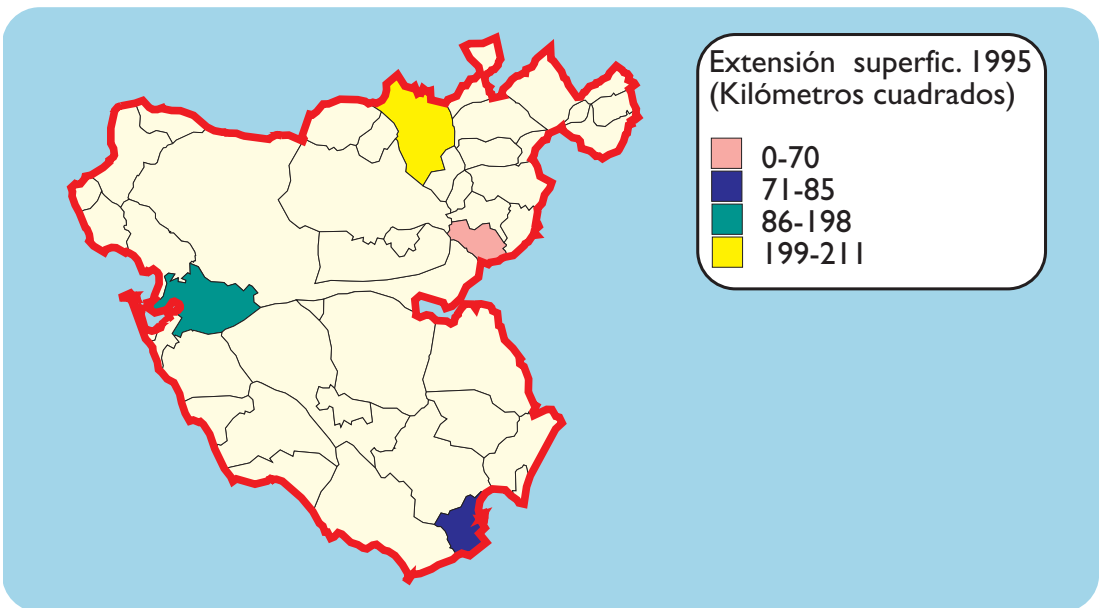 Extensión superfic. 1995
(Kilómetros cuadrados)
0-70
71-85
86-198
199-211